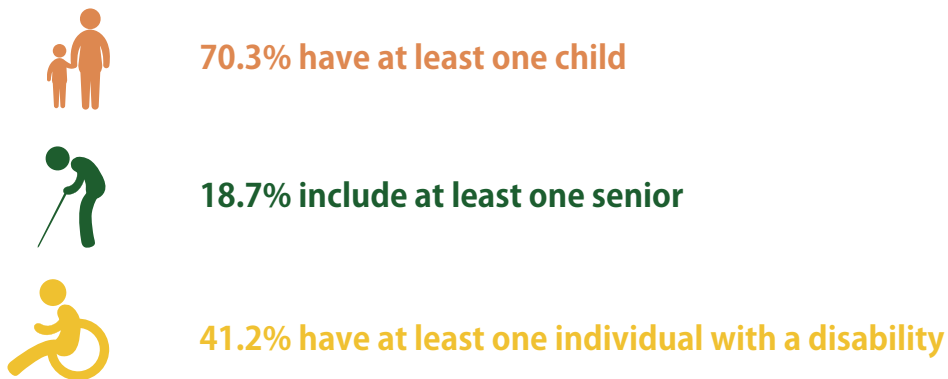 70.3% have at least one child
18.7% include at least one senior
41.2% have at least one individual with a disability